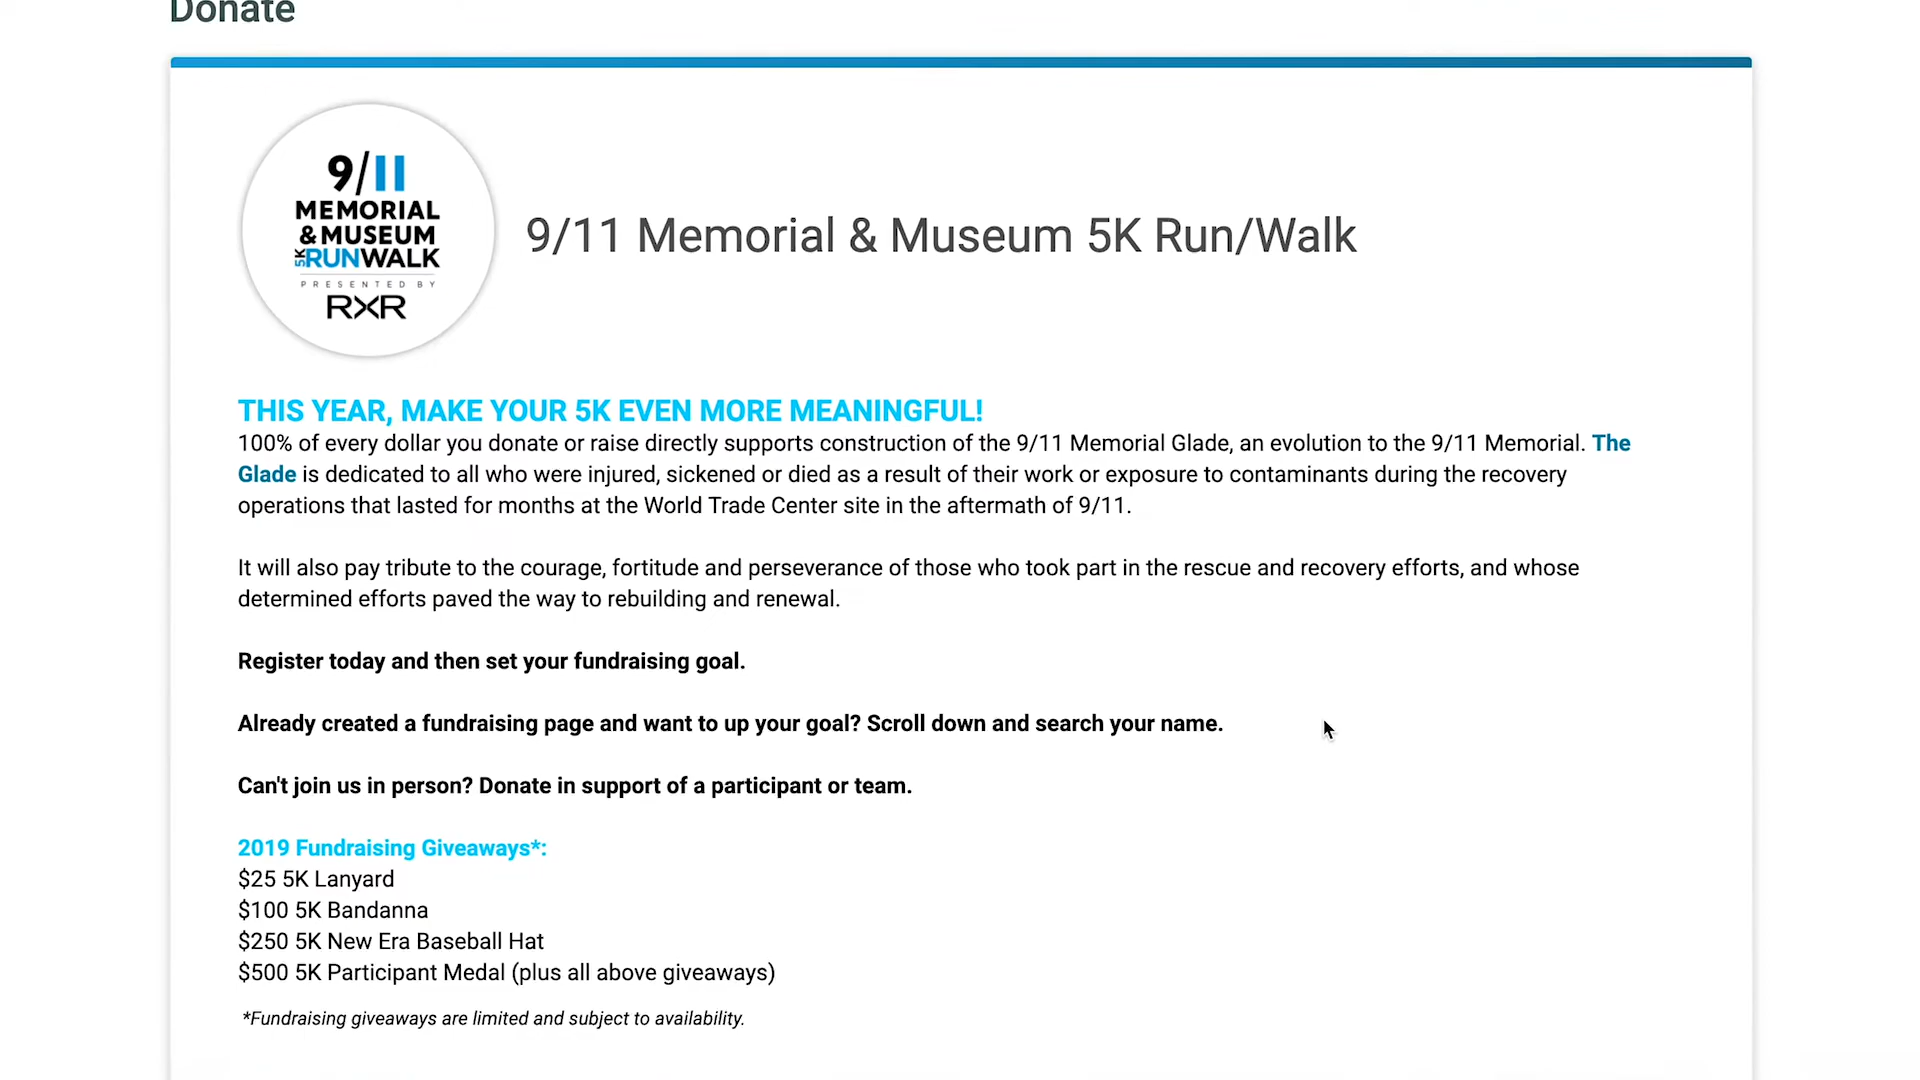 Donate
9/11
MEMORIAL
& MUSEUM
5K RUNWALK
PRESENTED BY
RXR
9/11 Memorial & Museum 5K Run/Walk
THIS YEAR, MAKE YOUR 5K EVEN MORE MEANINGFUL!
100% of every dollar you donate or raise directly supports construction of the 9/11 Memorial Glade, an evolution to the 9/11 Memorial. The
Glade is dedicated to all who were injured, sickened or died as a result of their work or exposure to contaminants during the recovery
operations that lasted for months at the World Trade Center site in the aftermath of 9/11.
It will also pay tribute to the courage, fortitude and perseverance of those who took part in the rescue and recovery efforts, and whose
determined efforts paved the way to rebuilding and renewal.
Register today and then set your fundraising goal.
Already created a fundraising page and want to up your goal? Scroll down and search your name.
Can't join us in person? Donate in support of a participant or team.
2019 Fundraising Giveaways*:
$25 5K Lanyard
$100 5K Bandanna
$250 5K New Era Baseball Hat
$500 5K Participant Medal (plus all above giveaways)
*Fundraising giveaways are limited and subject to availability.